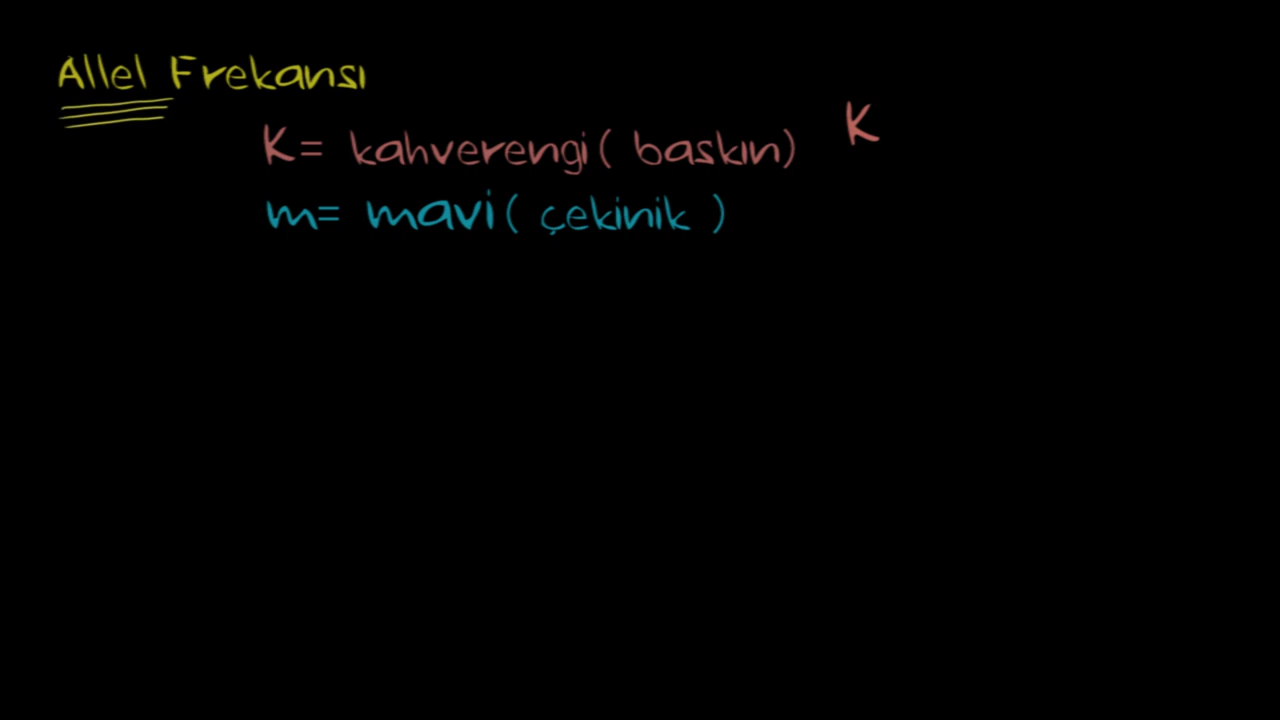 Allel Frekansı
K= kahverengi( baskın) K
m= mavi( çekinik )